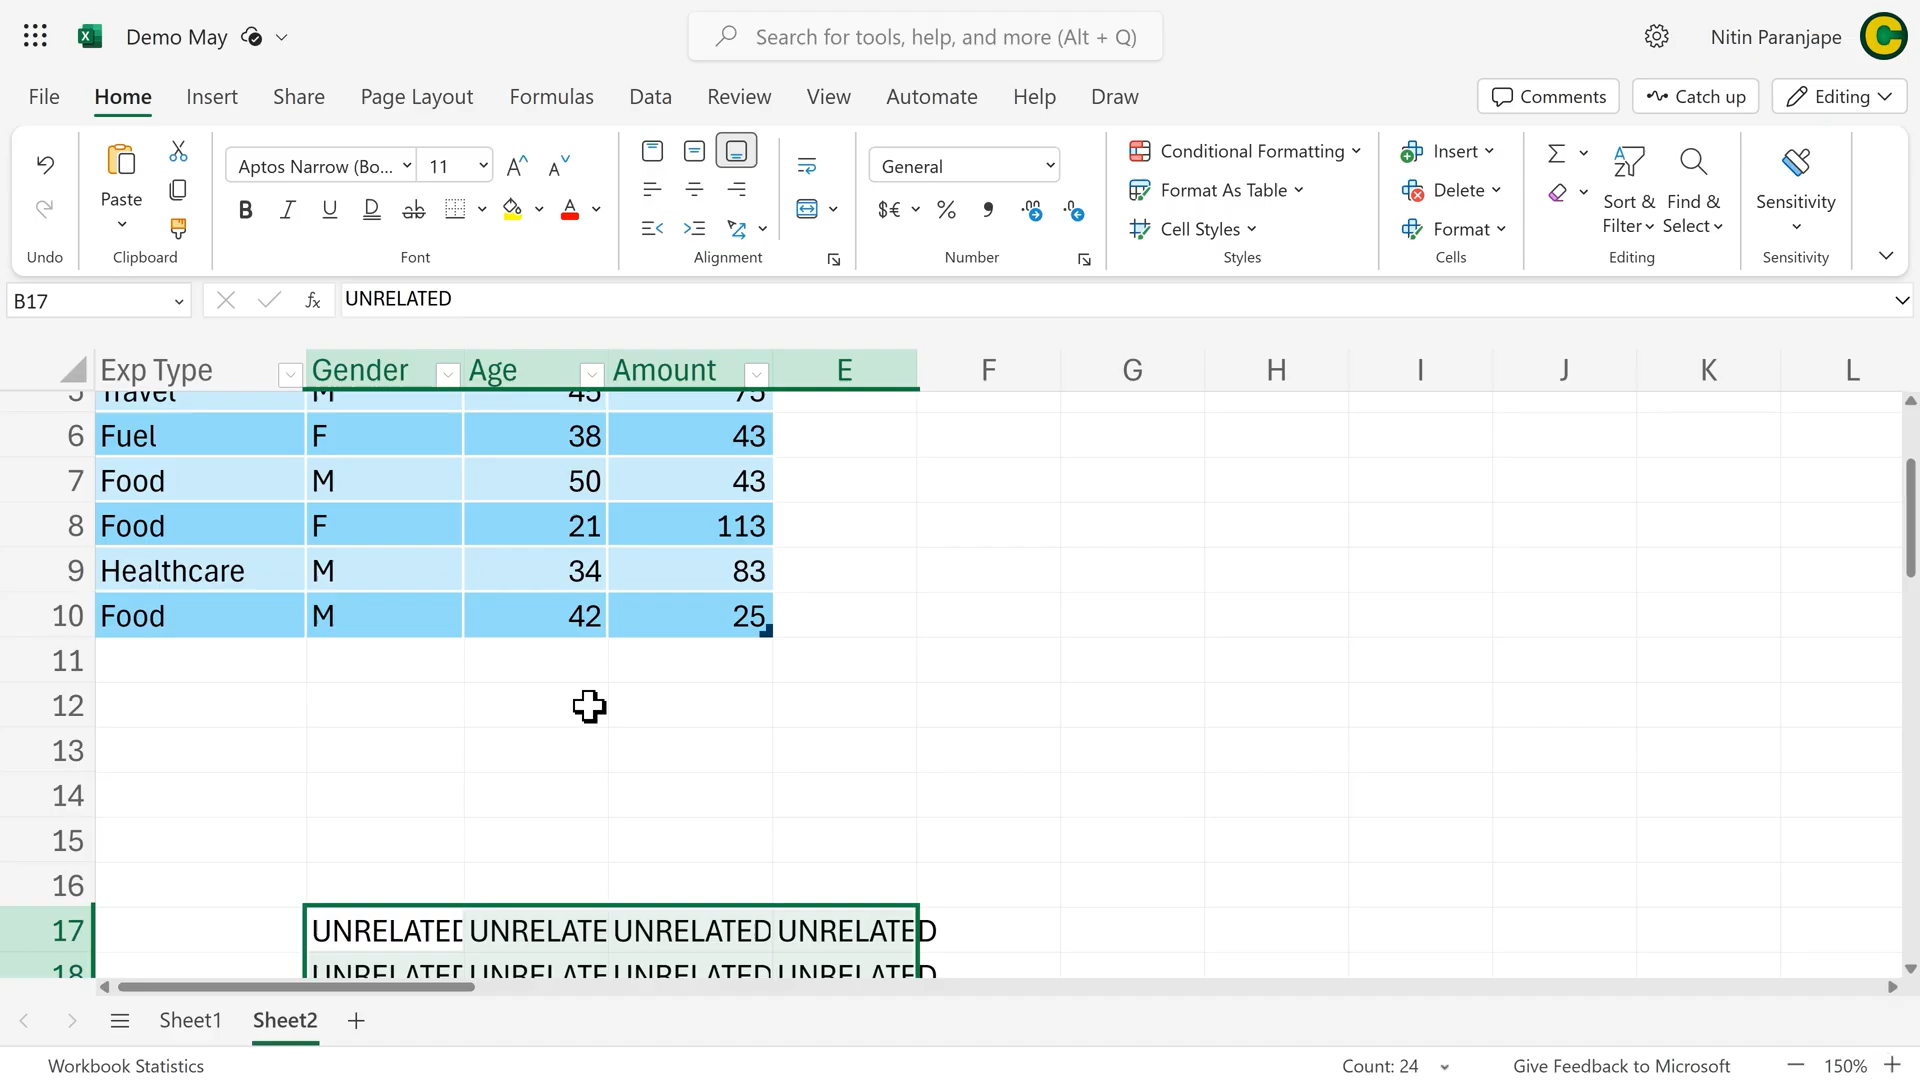 Demo May
Search for tools, help, and more (Alt + Q)
Nitin Paranjape
File Home Insert Share Page Layout Formulas Data Review View Automate Help Draw
Comments Catch up Editing
Paste
Aptos Narrow (Bo... 11
General
Conditional Formatting
Format As Table
Cell Styles
Insert
Delete
Format
Sort & Filter
Find & Select
Sensitivity
Undo Clipboard Font Alignment Number Styles Cells Editing Sensitivity
B17 fx UNRELATED
Exp Type Gender Age Amount E F G H I J K L
5 Travel M 45 75
6 Fuel F 38 43
7 Food M 50 43
8 Food F 21 113
9 Healthcare M 34 83
10 Food M 42 25
11
12
13
14
15
16
17 UNRELATED UNRELATE UNRELATED UNRELATED
18 UNRELATED UNRELATE UNRELATED UNRELATED
Sheet1 Sheet2
Workbook Statistics
Count: 24
Give Feedback to Microsoft
150%